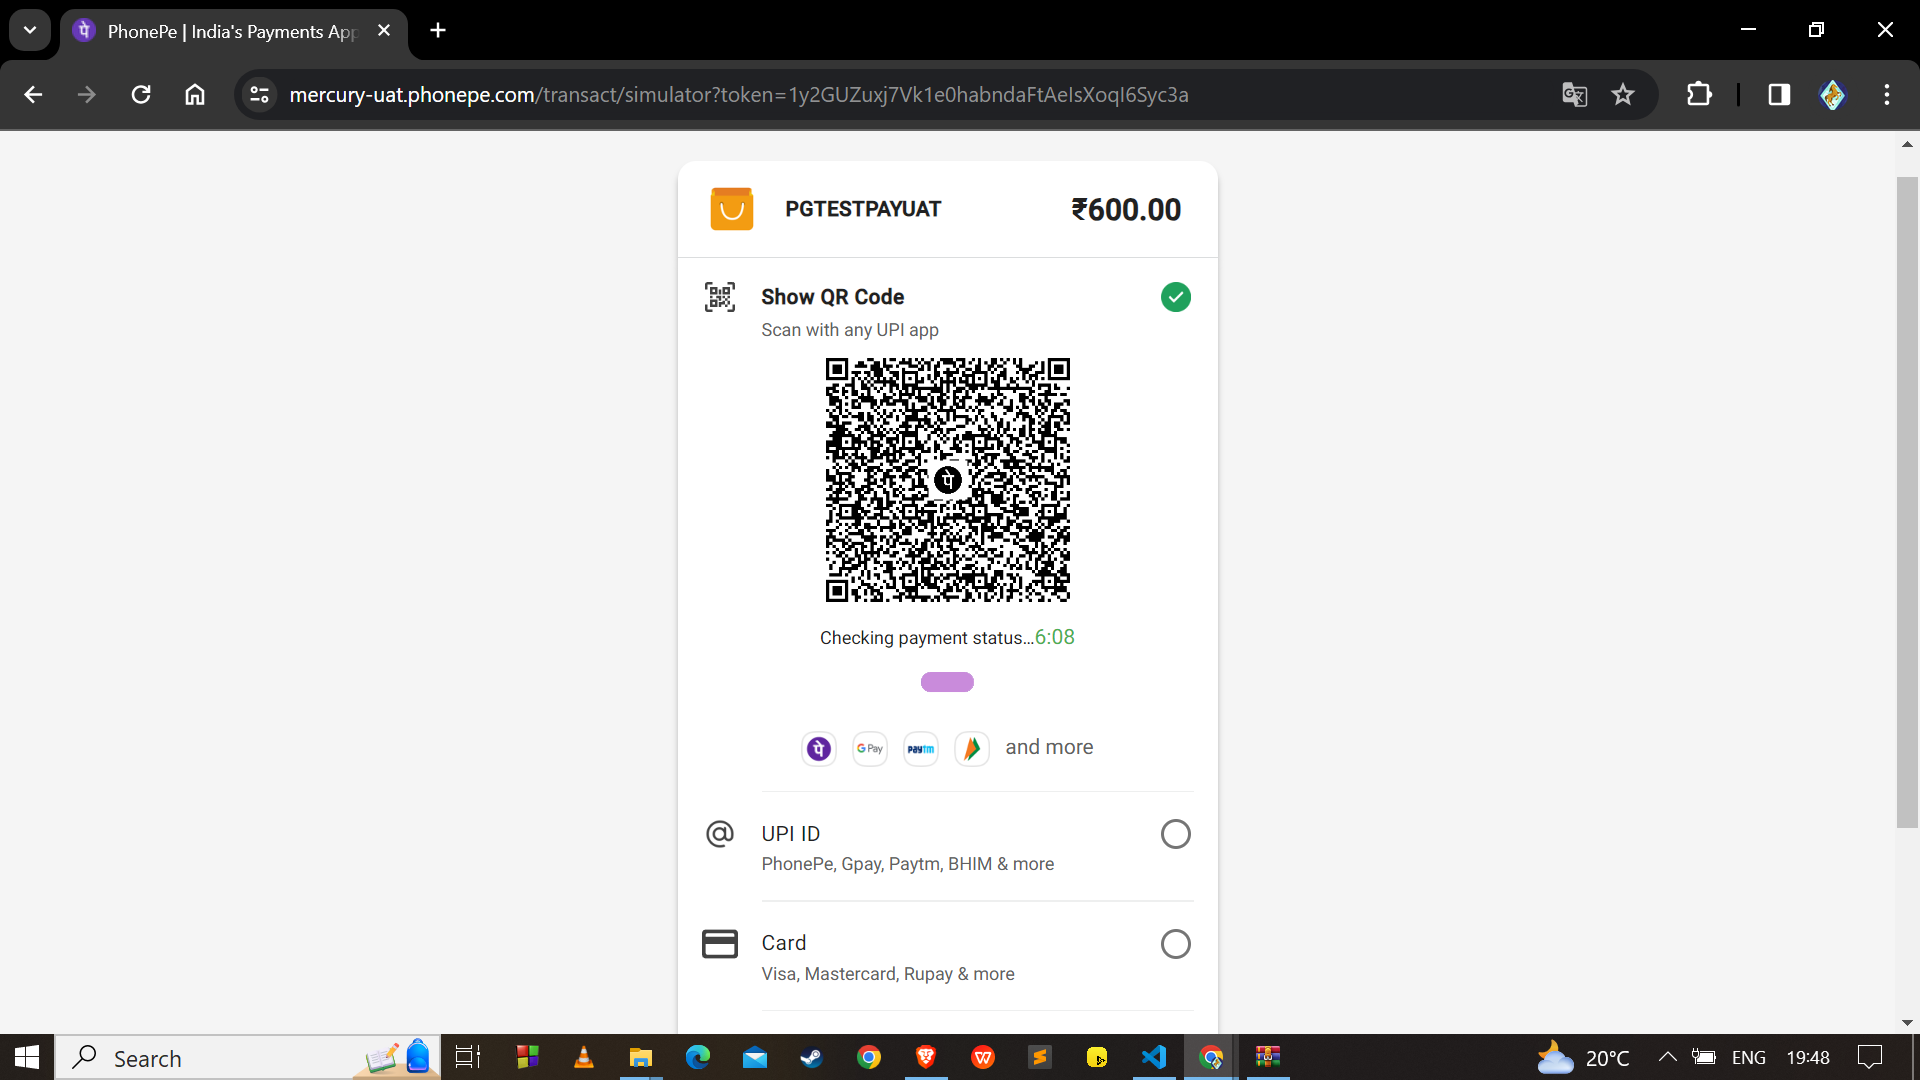 PhonePe | India's Payments App
mercury-uat.phonepe.com/transact/simulator?token=1y2GUZuxj7Vk1e0habndaFtAeIsXoqI6Syc3a
PGTESTPAYUAT
₹600.00
Show QR Code
Scan with any UPI app
पे
Checking payment status...6:08
पे
G Pay
paytm
and more
UPI ID
PhonePe, Gpay, Paytm, BHIM & more
Card
Visa, Mastercard, Rupay & more
Search
20°C
ENG
19:48